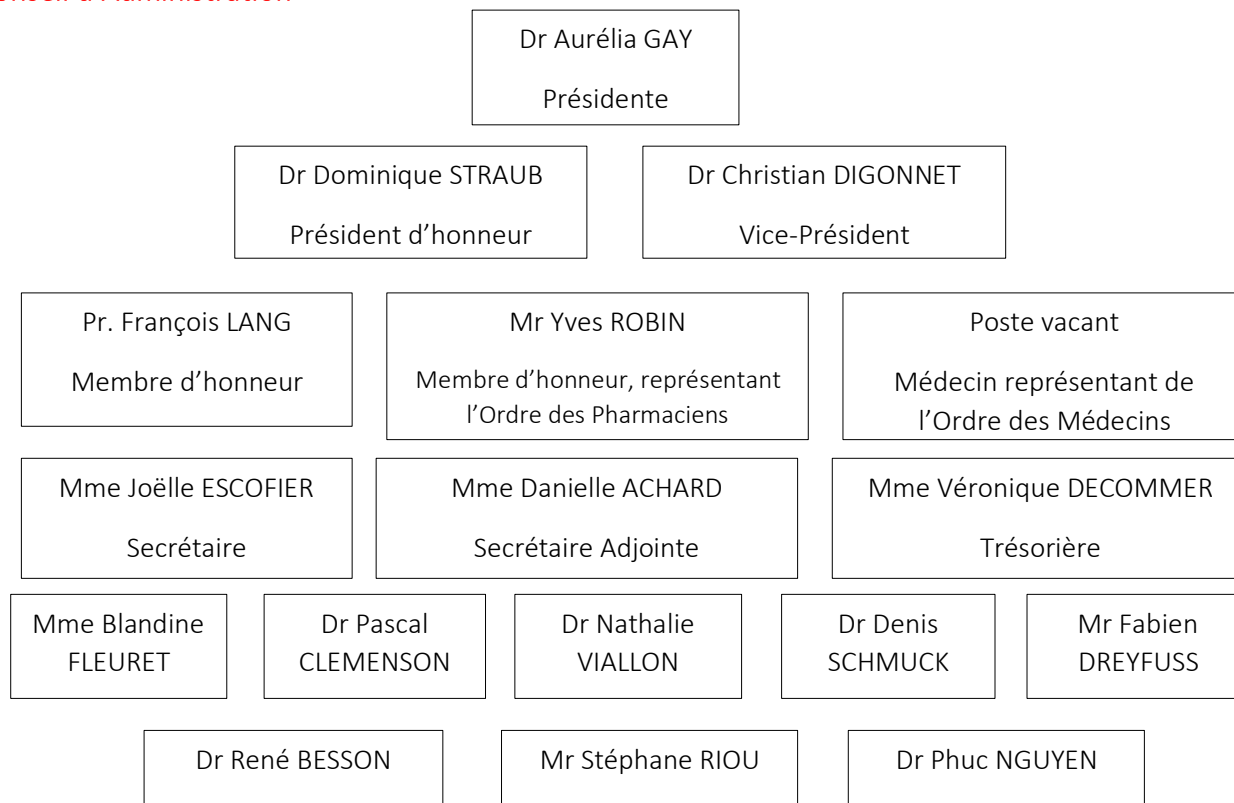 Dr Aurélia GAY
Présidente
Dr Dominique STRAUB
Président d’honneur
Dr Christian DIGONNET
Vice-Président
Pr. François LANG
Membre d’honneur
Mr Yves ROBIN
Membre d’honneur, représentant
l’Ordre des Pharmaciens
Poste vacant
Médecin représentant de
l’Ordre des Médecins
Mme Joëlle ESCOFIER
Secrétaire
Mme Danielle ACHARD
Secrétaire Adjointe
Mme Véronique DECOMMER
Trésorière
Mme Blandine
FLEURET
Dr Pascal
CLEMENSON
Dr Nathalie
VIALLON
Dr Denis
SCHMUCK
Mr Fabien
DREYFUSS
Dr René BESSON
Mr Stéphane RIOU
Dr Phuc NGUYEN